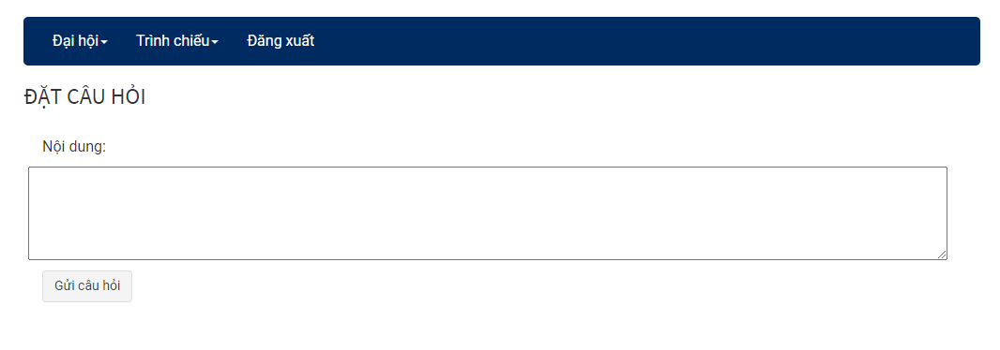 Đại hội Trình chiếu Đăng xuất
ĐẶT CÂU HỎI
Nội dung:
Gửi câu hỏi